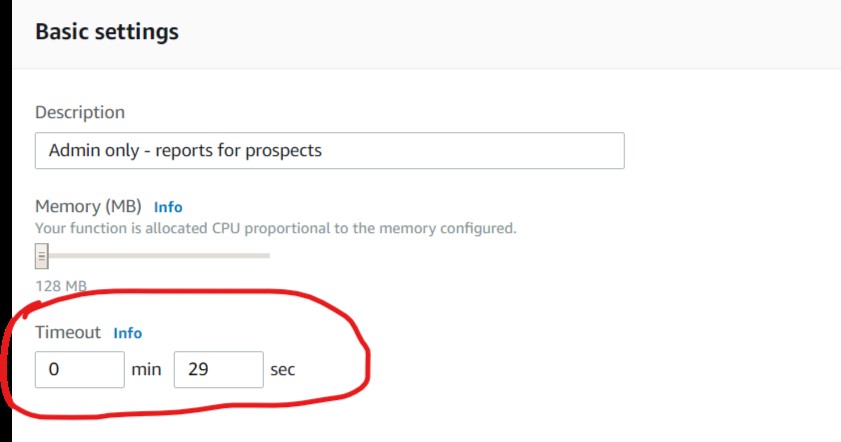 Basic settings
Description
Admin only - reports for prospects
Memory (MB) Info
Your function is allocated CPU proportional to the memory configured.
128 MB
Timeout Info
0 min 29 sec